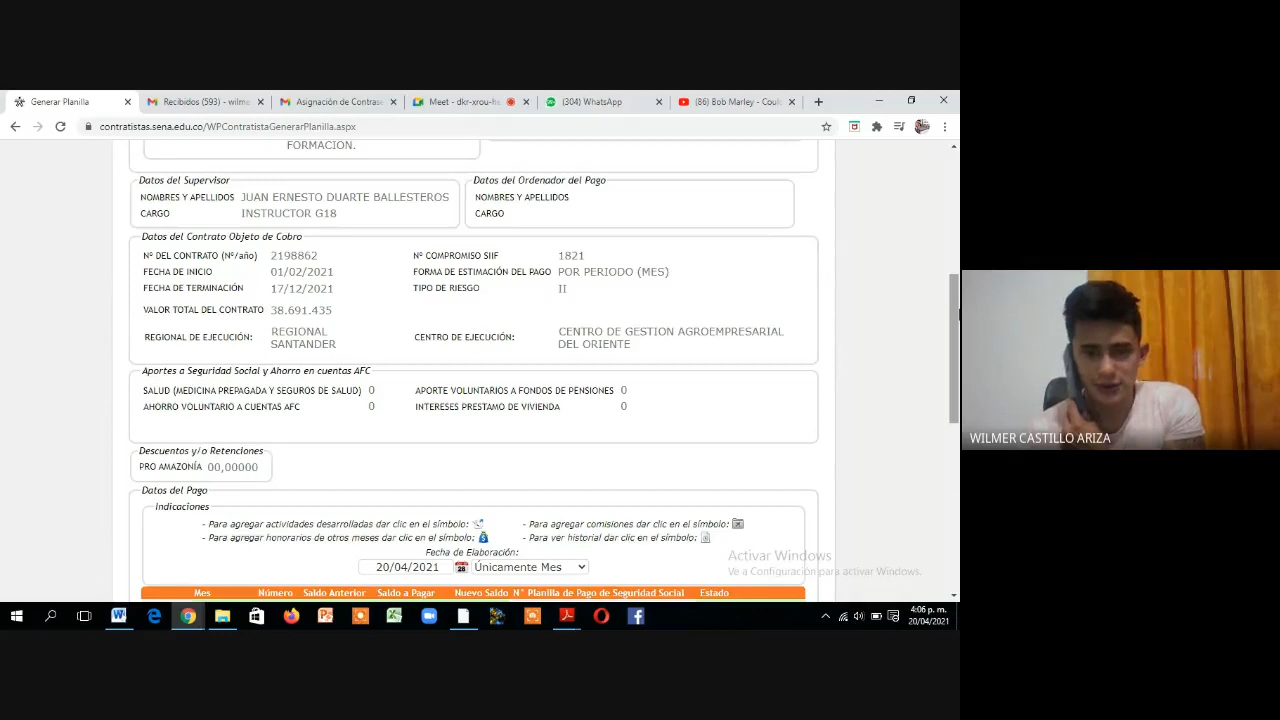 Generar Planilla
Recibidos (593) - wilme
Asignación de Contrase
Meet - dkr-xrou-he
(304) WhatsApp
(86) Bob Marley - Coul
contratistas.sena.edu.co/WPContratistaGenerarPlanilla.aspx
FORMACION.
Datos del Supervisor
NOMBRES Y APELLIDOS JUAN ERNESTO DUARTE BALLESTEROS
CARGO INSTRUCTOR G18
Datos del Ordenador del Pago
NOMBRES Y APELLIDOS
CARGO
Datos del Contrato Objeto de Cobro
Nº DEL CONTRATO (Nº/año) 2198862 Nº COMPROMISO SIIF 1821
FECHA DE INICIO 01/02/2021 FORMA DE ESTIMACIÓN DEL PAGO POR PERIODO (MES)
FECHA DE TERMINACIÓN 17/12/2021 TIPO DE RIESGO II
VALOR TOTAL DEL CONTRATO 38.691.435
REGIONAL DE EJECUCIÓN: REGIONAL SANTANDER CENTRO DE EJECUCIÓN: CENTRO DE GESTION AGROEMPRESARIAL DEL ORIENTE
Aportes a Seguridad Social y Ahorro en cuentas AFC
SALUD (MEDICINA PREPAGADA Y SEGUROS DE SALUD) 0 APORTE VOLUNTARIOS A FONDOS DE PENSIONES 0
AHORRO VOLUNTARIO A CUENTAS AFC 0 INTERESES PRESTAMO DE VIVIENDA 0
Descuentos y/o Retenciones
PRO AMAZONÍA 00,00000
Datos del Pago
Indicaciones
- Para agregar actividades desarrolladas dar clic en el símbolo: - Para agregar comisiones dar clic en el símbolo:
- Para agregar honorarios de otros meses dar clic en el símbolo: - Para ver historial dar clic en el símbolo:
Fecha de Elaboración:
20/04/2021 Únicamente Mes
Mes Número Saldo Anterior Saldo a Pagar Nuevo Saldo N° Planilla de Pago de Seguridad Social Estado
Activar Windows
Ve a Configuración para activar Windows.
4:06 p. m.
20/04/2021
WILMER CASTILLO ARIZA